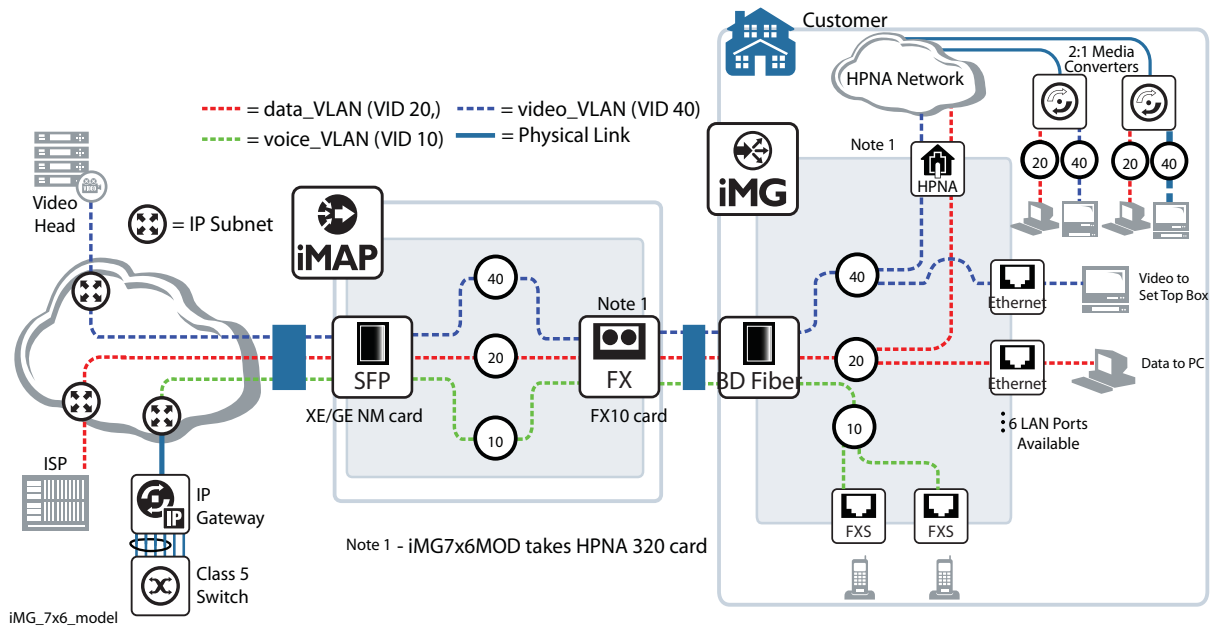 Customer
HPNA Network
2:1 Media
Converters
= data_VLAN (VID 20,)
= video_VLAN (VID 40)
= voice_VLAN (VID 10)
= Physical Link
Note 1
iMG
HPNA
20
40
20
40
Video
Head
= IP Subnet
iMAP
40
Note 1
40
Ethernet
Video to
Set Top Box
SFP
20
FX
BD Fiber
20
Ethernet
Data to PC
XE/GE NM card
FX10 card
10
10
6 LAN Ports
Available
ISP
IP
IP
Gateway
FXS
FXS
Note 1 - iMG7x6MOD takes HPNA 320 card
Class 5
Switch
iMG_7x6_model